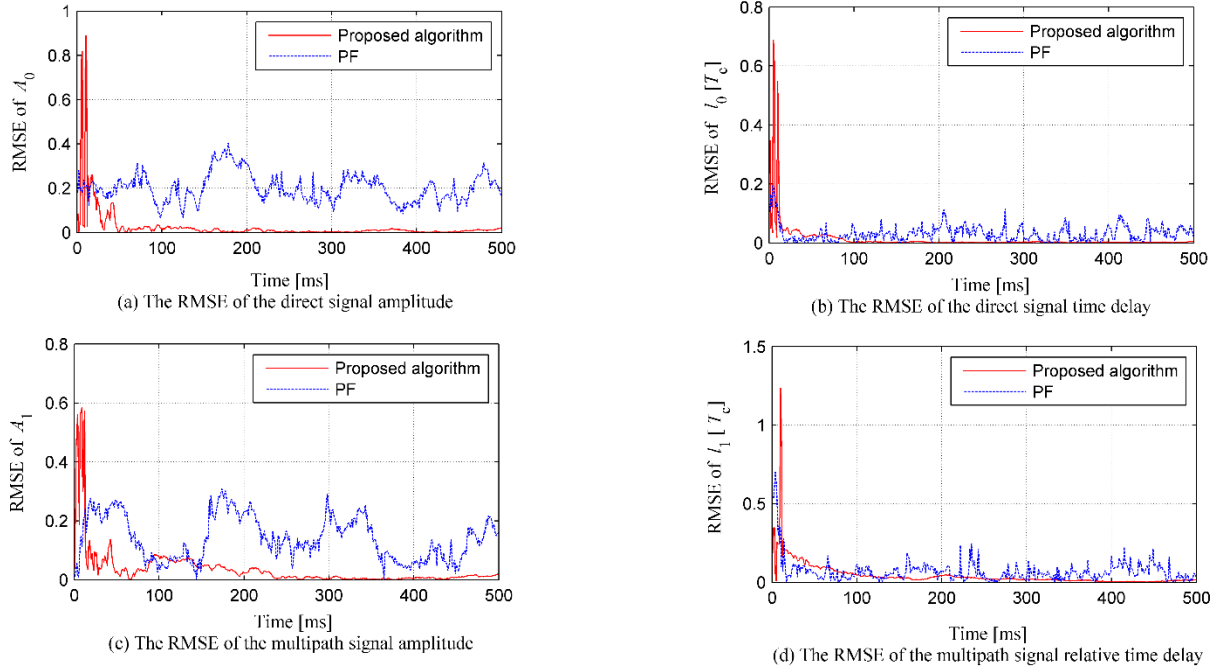 1
0.8
0.6
0.4
0.2
0
RMSE of A0
Proposed algorithm
PF
0 100 200 300 400 500
Time [ms]
(a) The RMSE of the direct signal amplitude
0.8
0.6
0.4
0.2
0
RMSE of l0 [Tc]
Proposed algorithm
PF
0 100 200 300 400 500
Time [ms]
(b) The RMSE of the direct signal time delay
0.8
0.6
0.4
0.2
0
RMSE of A1
Proposed algorithm
PF
0 100 200 300 400 500
Time [ms]
(c) The RMSE of the multipath signal amplitude
1.5
1
0.5
0
RMSE of l1 [Tc]
Proposed algorithm
PF
0 100 200 300 400 500
Time [ms]
(d) The RMSE of the multipath signal relative time delay